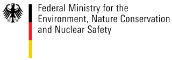 Federal Ministry for the
Environment, Nature Conservation
and Nuclear Safety